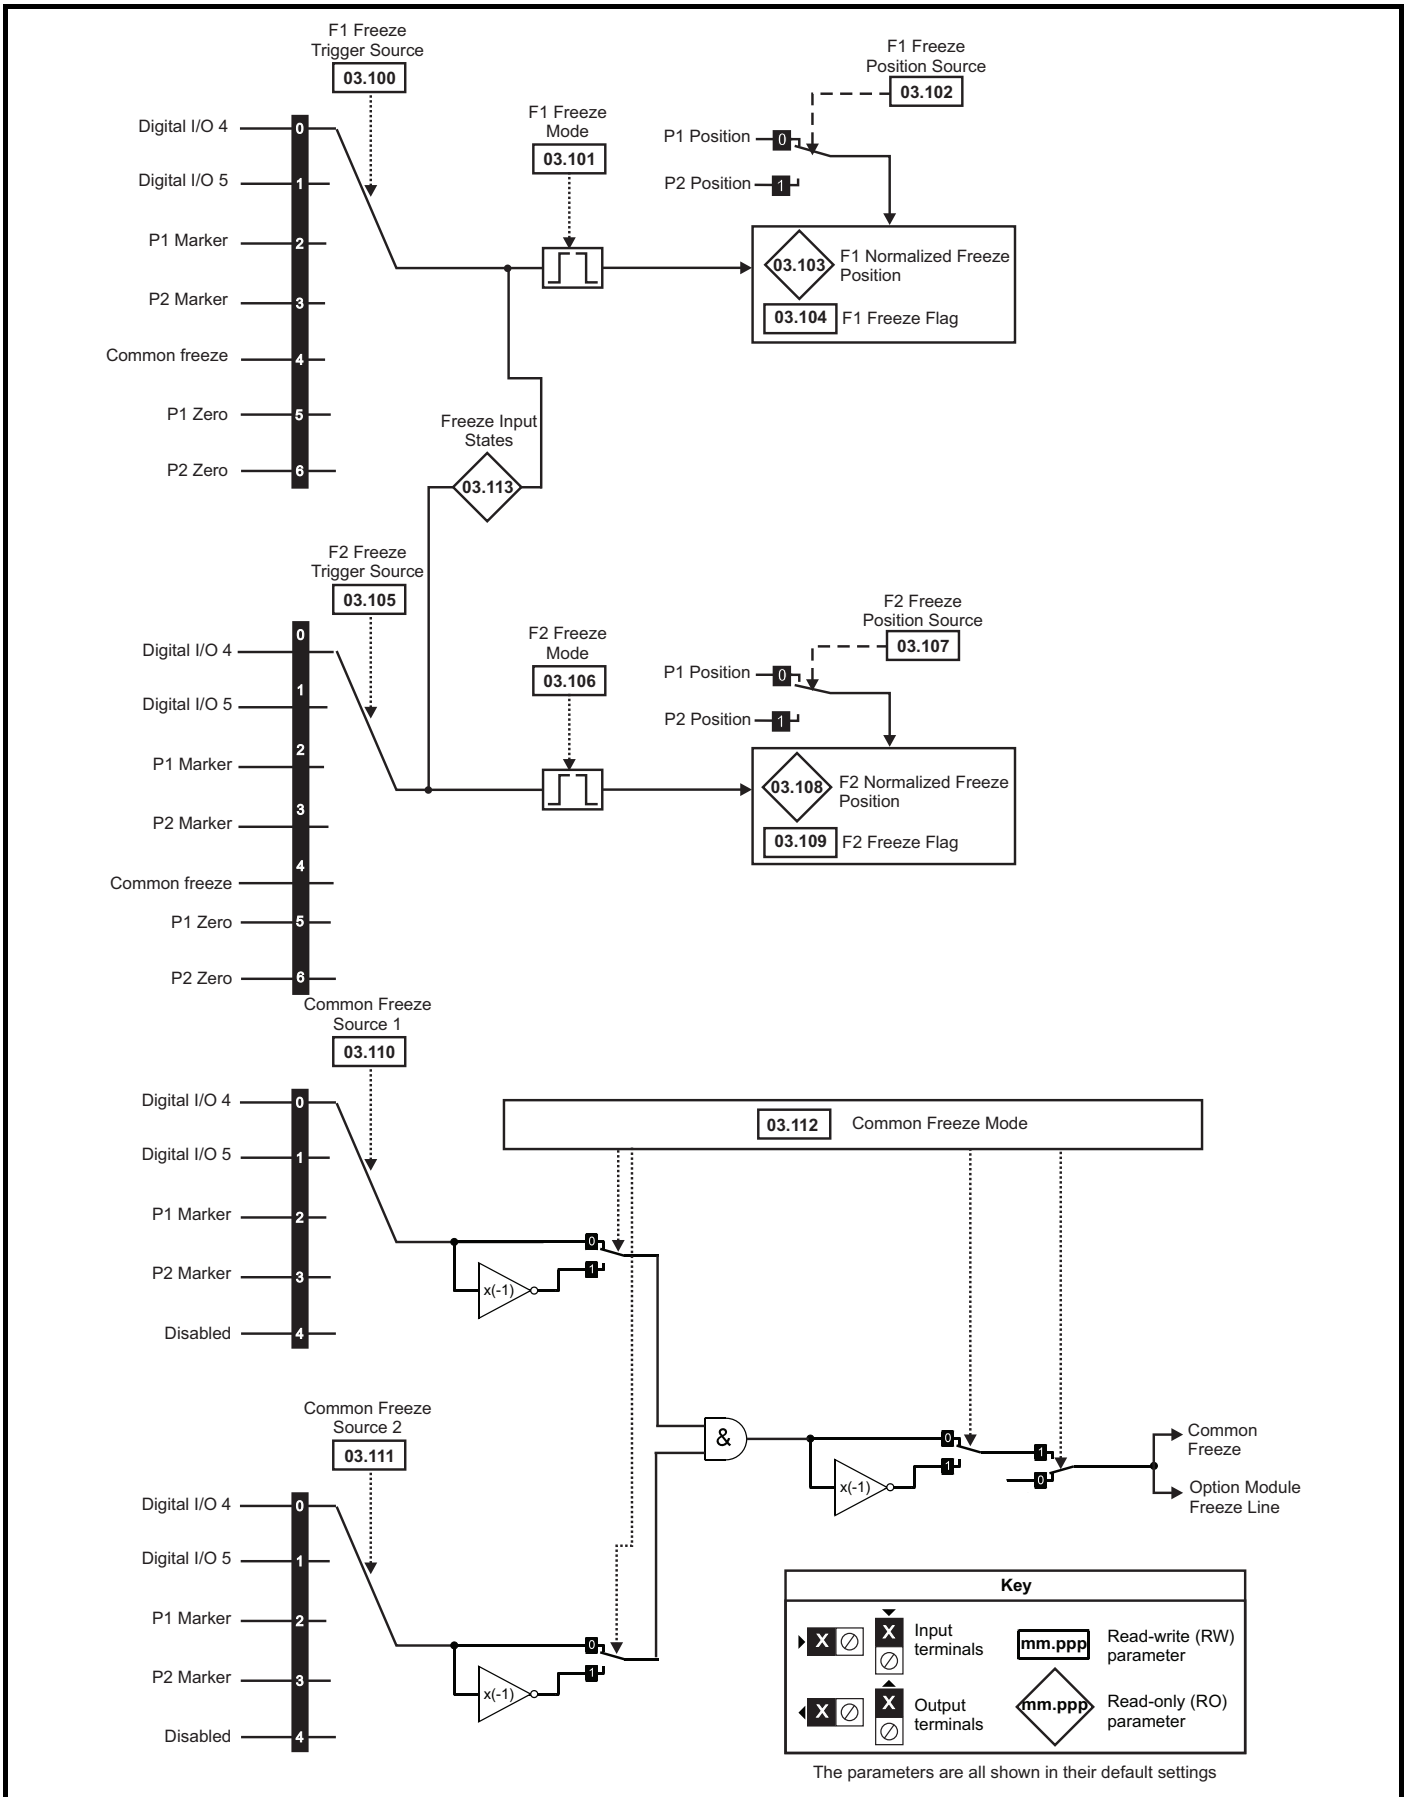 F1 Freeze
Trigger Source
03.100
Digital I/O 4
0
Digital I/O 5
1
P1 Marker
2
P2 Marker
3
Common freeze
4
P1 Zero
5
P2 Zero
6
F1 Freeze
Mode
03.101
F1 Freeze
Position Source
03.102
P1 Position
0
P2 Position
1
03.103
F1 Normalized Freeze
Position
03.104
F1 Freeze Flag
Freeze Input
States
03.113
F2 Freeze
Trigger Source
03.105
0
Digital I/O 4
1
Digital I/O 5
2
P1 Marker
3
P2 Marker
4
Common freeze
P1 Zero
5
P2 Zero
6
F2 Freeze
Mode
03.106
F2 Freeze
Position Source
03.107
P1 Position
0
P2 Position
1
03.108
F2 Normalized Freeze
Position
03.109
F2 Freeze Flag
Common Freeze
Source 1
03.110
Digital I/O 4
0
Digital I/O 5
1
P1 Marker
2
P2 Marker
3
Disabled
4
03.112
Common Freeze Mode
0
1
x(-1)
Common Freeze
Source 2
03.111
Digital I/O 4
0
Digital I/O 5
1
P1 Marker
2
P2 Marker
3
Disabled
4
0
1
x(-1)
&
0
1
x(-1)
1
0
Common
Freeze
Option Module
Freeze Line
Key
X
X
Input
terminals
mm.ppp
Read-write (RW)
parameter
X
X
Output
terminals
mm.ppp
Read-only (RO)
parameter
The parameters are all shown in their default settings